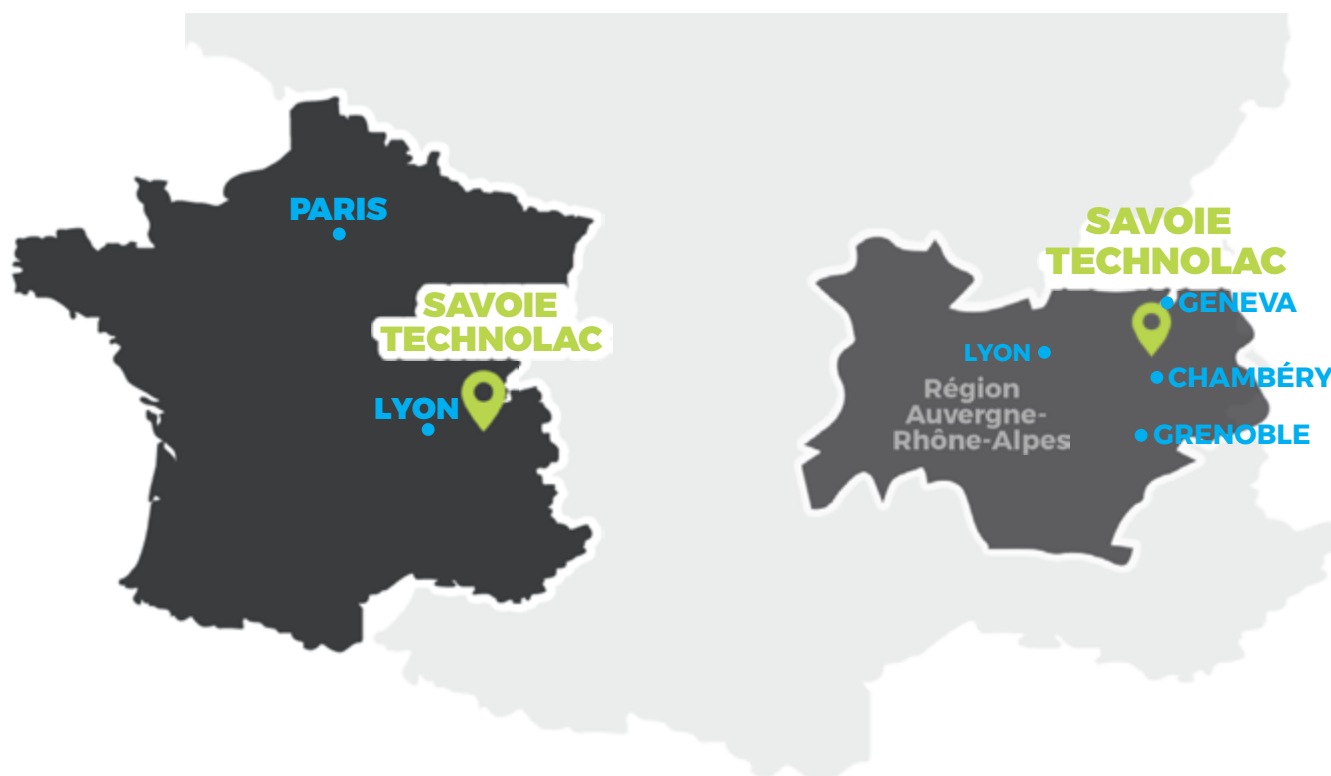 PARIS
SAVOIE
TECHNOLAC
LYON
SAVOIE
TECHNOLAC
GENEVA
LYON
CHAMBÉRY
Région
Auvergne-
Rhône-Alpes
GRENOBLE